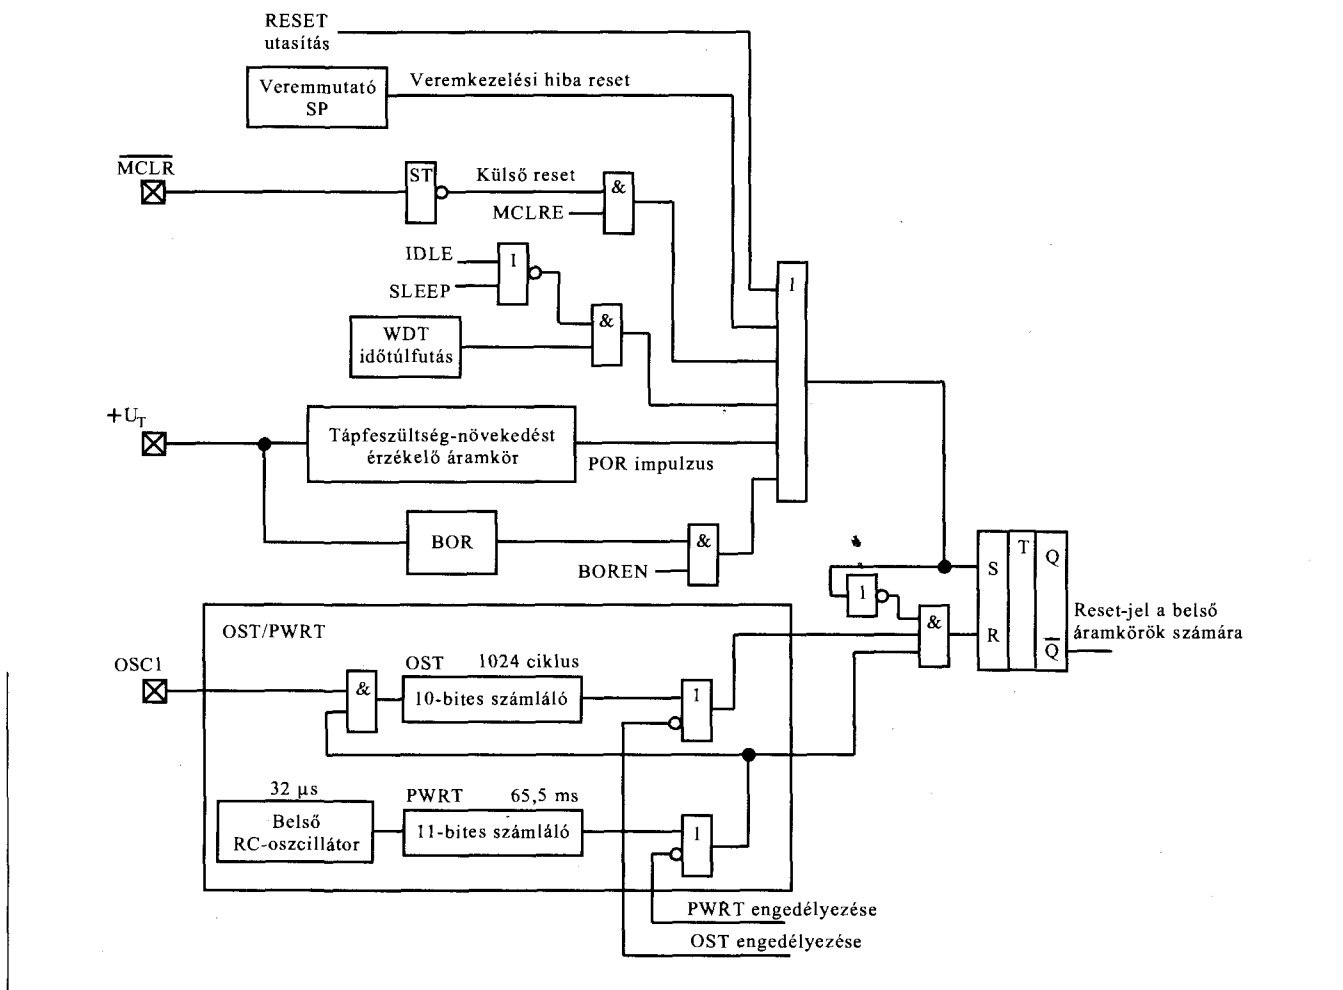 RESET
utasítás
Veremmutató
SP
Veremkezelési hiba reset
MCLR
ST
Külső reset
&
MCLRE
IDLE
SLEEP
1
WDT
időtúlfutás
&
1
+U_T
Tápfeszültség-növekedést
érzékelő áramkör
POR impulzus
BOR
&
BOREN
S
R
T
Q
Q
1
&
Reset-jel a belső
áramkörök számára
OST/PWRT
OSC1
&
OST 1024 ciklus
10-bites számláló
1
32 µs
Belső
RC-oszcillátor
PWRT 65,5 ms
11-bites számláló
1
PWRT engedélyezése
OST engedélyezése